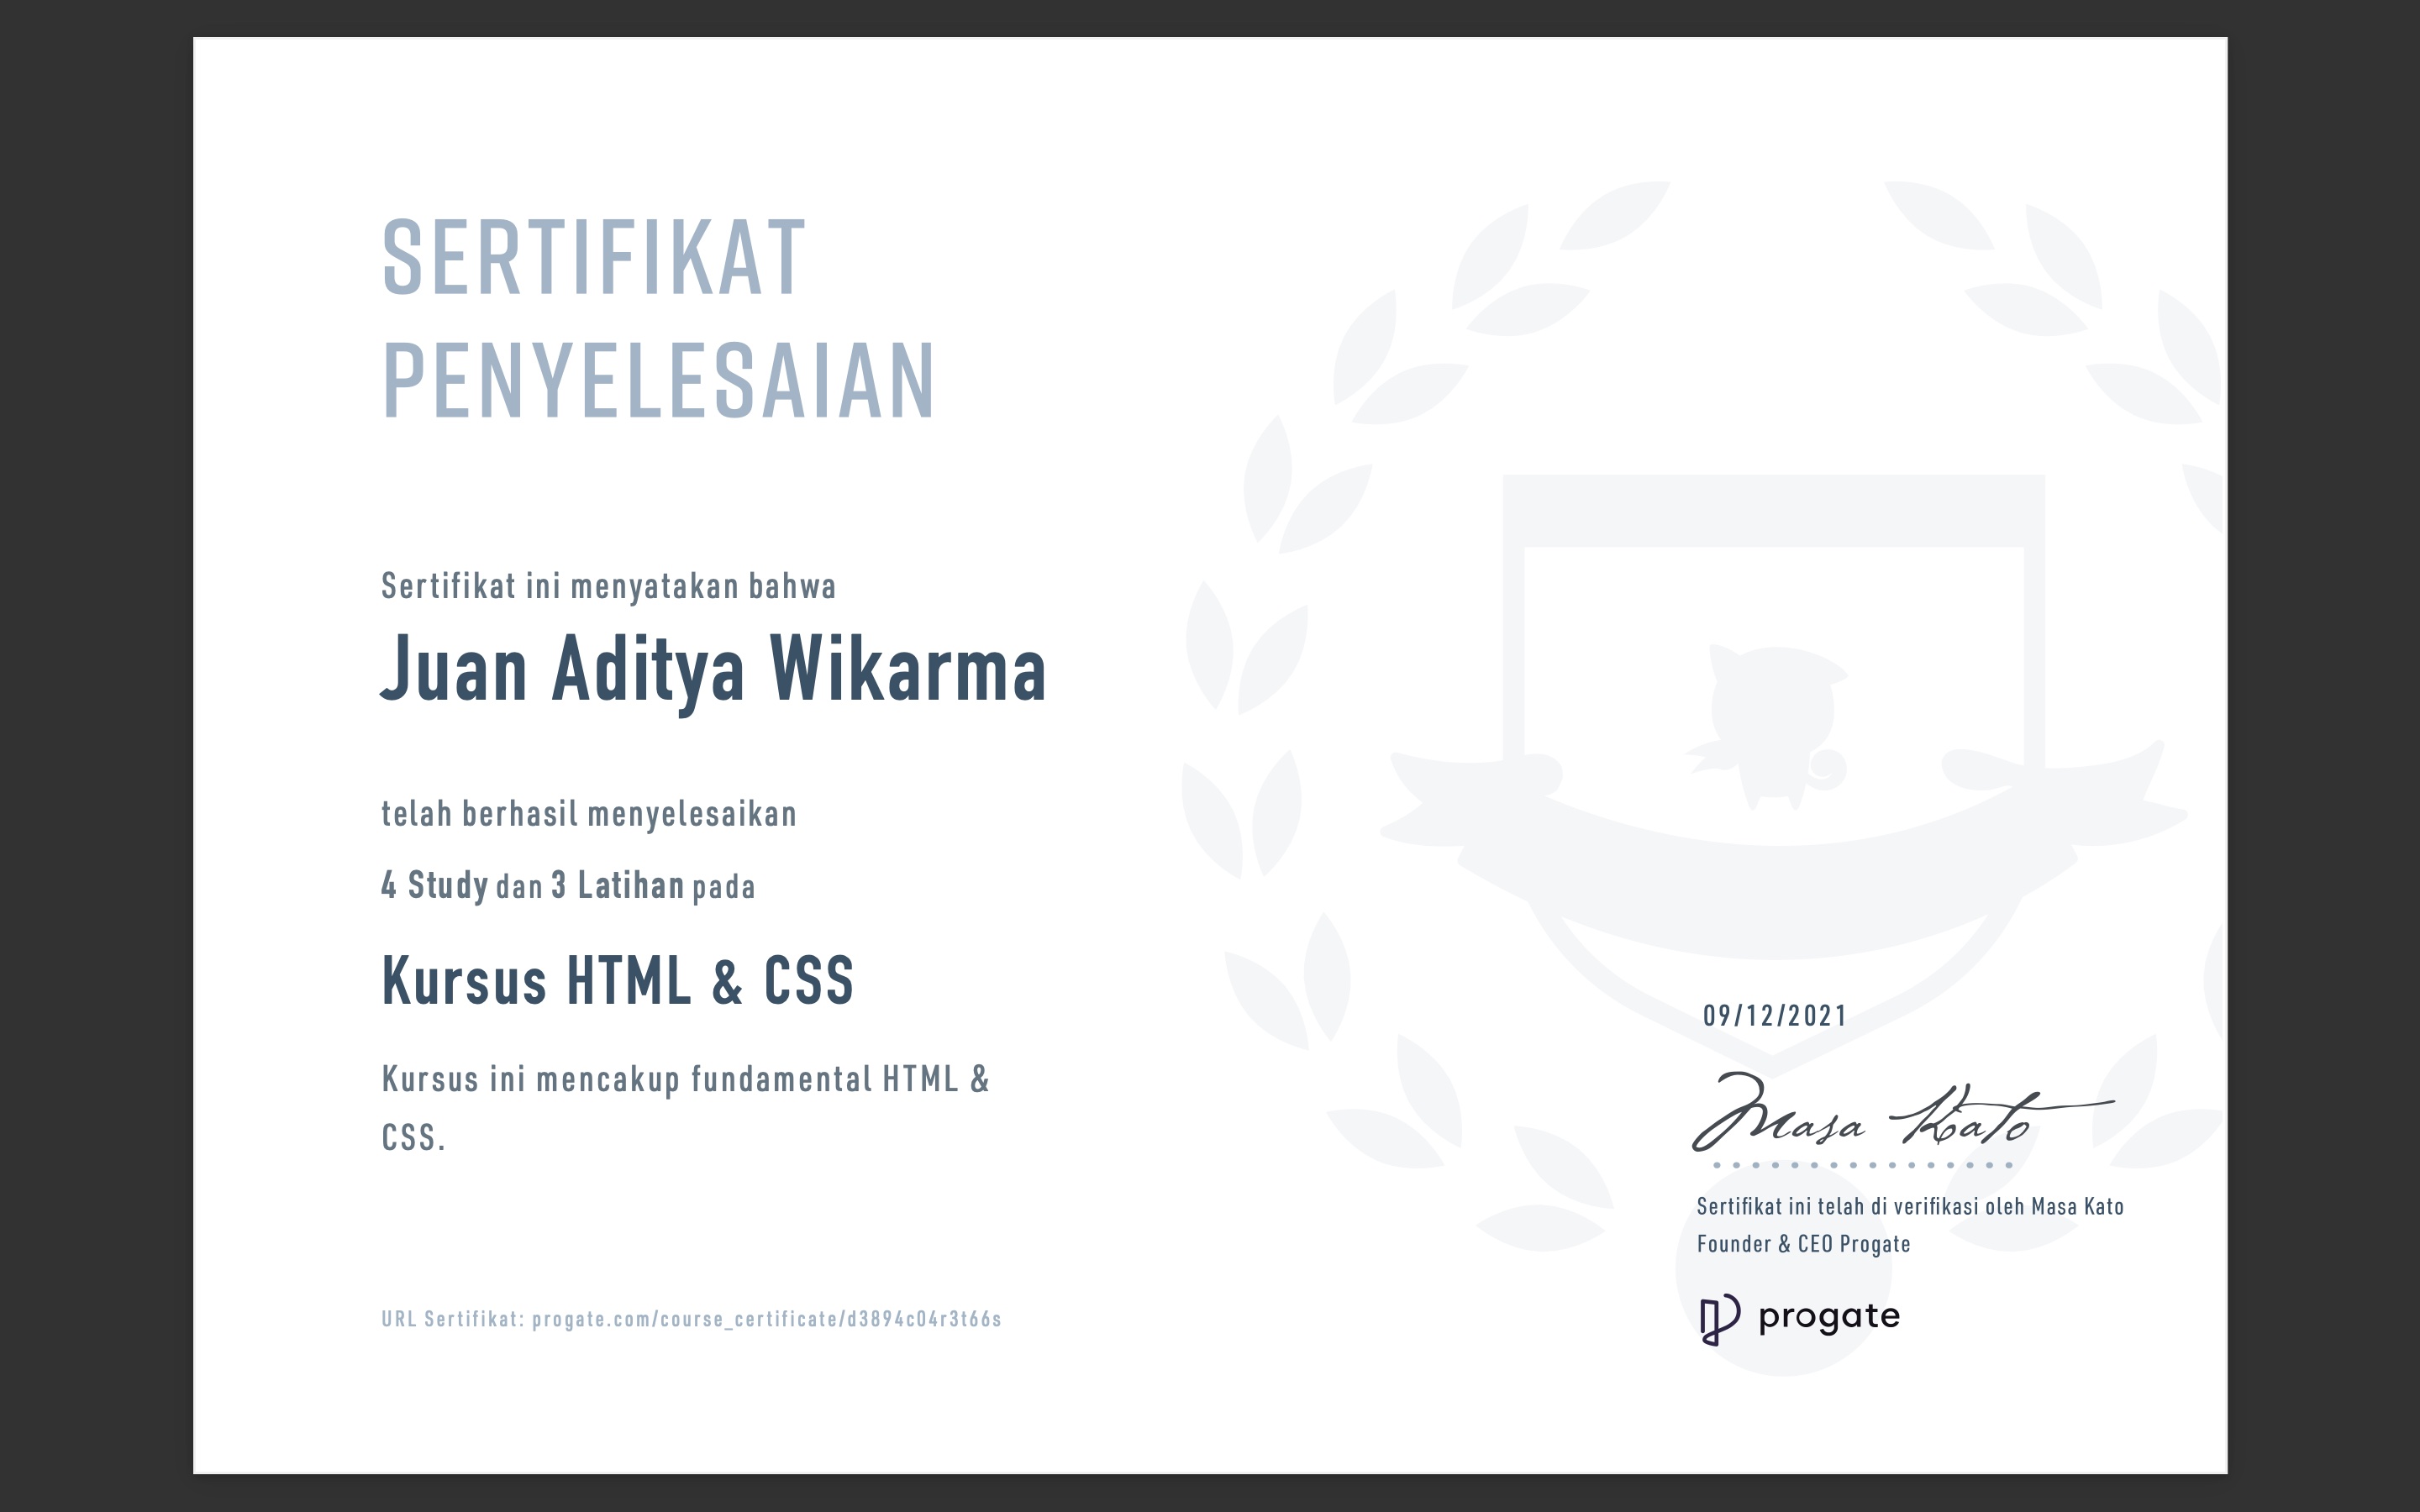 SERTIFIKAT
PENYELESAIAN
Sertifikat ini menyatakan bahwa
Juan Aditya Wikarma
telah berhasil menyelesaikan
4 Study dan 3 Latihan pada
Kursus HTML & CSS
Kursus ini mencakup fundamental HTML &
CSS.
URL Sertifikat: progate.com/course_certificate/d3894c04r3t66s
09/12/2021
Masa Kato
Sertifikat ini telah di verifikasi oleh Masa Kato
Founder & CEO Progate
progate